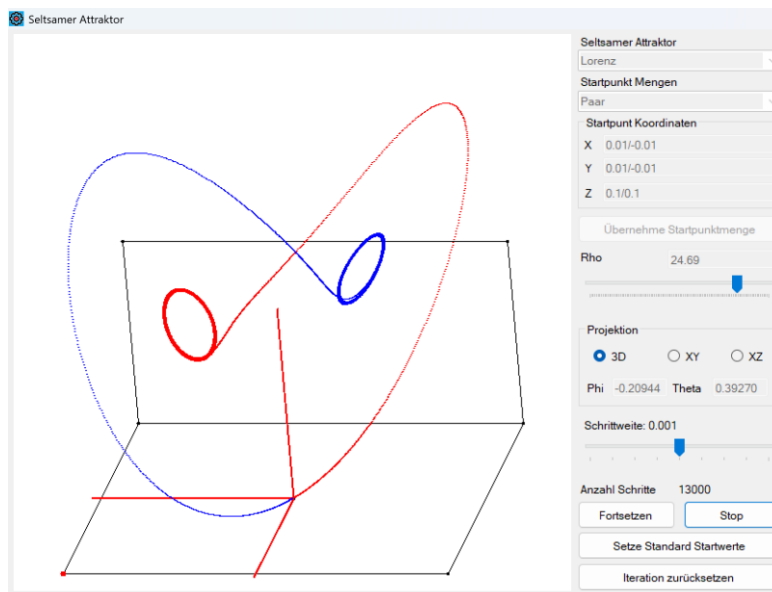 Seltsamer Attraktor
Seltsamer Attraktor
Lorenz
Startpunkt Mengen
Paar
Startpunt Koordinaten
X 0.01/-0.01
Y 0.01/-0.01
Z 0.1/0.1
Übernehme Startpunktmenge
Rho 24.69
Projektion
3D XY XZ
Phi -0.20944 Theta 0.39270
Schrittweite: 0.001
Anzahl Schritte 13000
Fortsetzen Stop
Setze Standard Startwerte
Iteration zurücksetzen